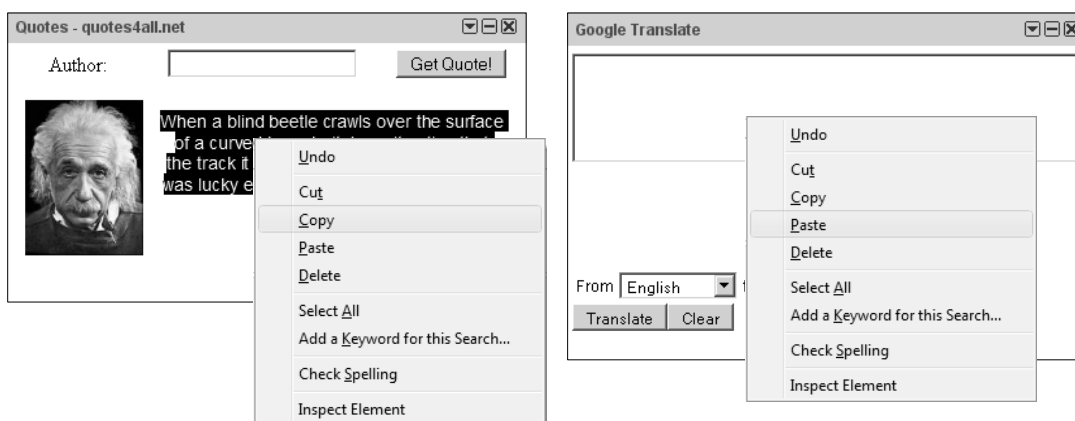 Quotes - quotes4all.net
Author:
Get Quote!
When a blind beetle crawls over the surface
of a curve
the track it
was lucky e
Undo
Cut
Copy
Paste
Delete
Select All
Add a Keyword for this Search...
Check Spelling
Inspect Element
Google Translate
Undo
Cut
Copy
Paste
Delete
Select All
Add a Keyword for this Search...
Check Spelling
Inspect Element
From English
Translate Clear